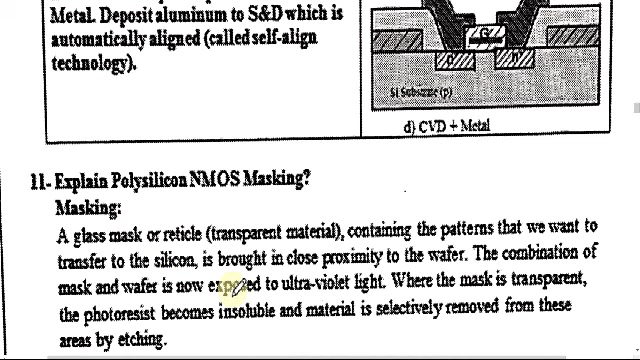 Metal. Deposit aluminum to S&D which is
automatically aligned (called self-align
technology).
G
n⁺
n⁺
Si Substrate (p)
d) CVD + Metal
11- Explain Polysilicon NMOS Masking?
Masking:
A glass mask or reticle (transparent material), containing the patterns that we want to
transfer to the silicon, is brought in close proximity to the wafer. The combination of
mask and wafer is now exposed to ultra-violet light. Where the mask is transparent,
the photoresist becomes insoluble and material is selectively removed from these
areas by etching.